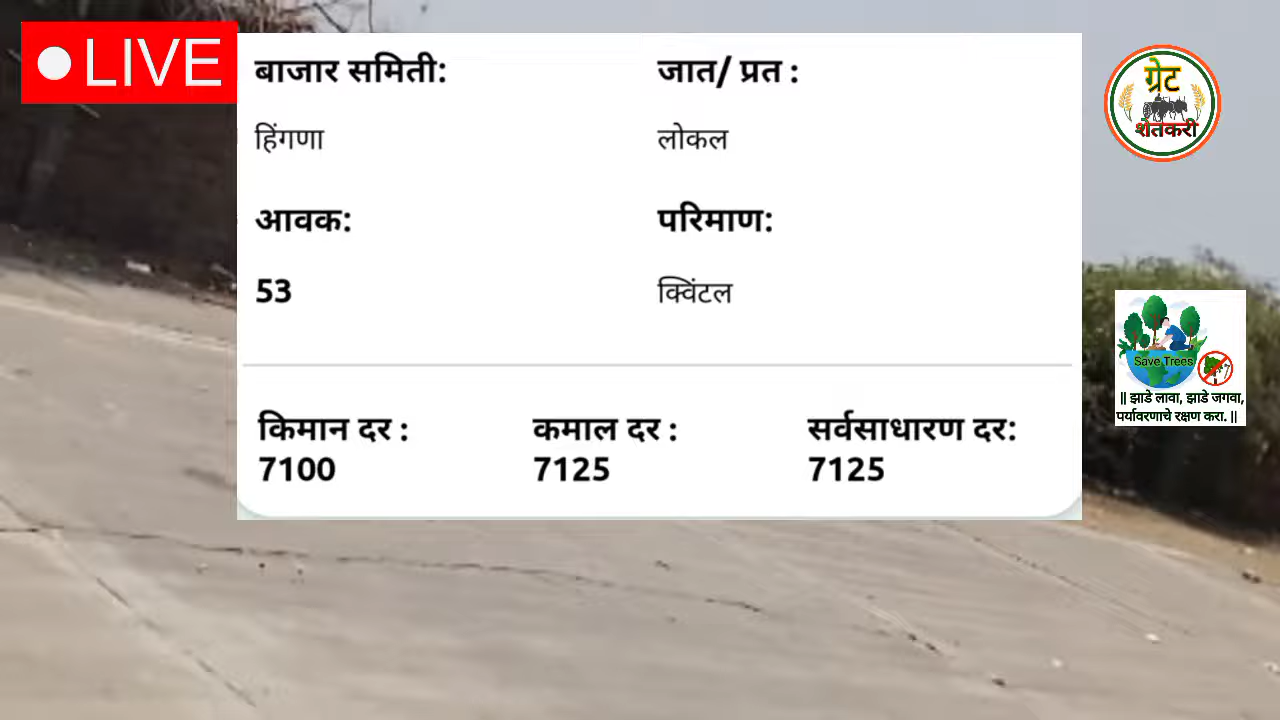 LIVE
बाजार समिती:
जात/ प्रत :
हिंगणा
लोकल
आवक:
परिमाण:
53
क्विंटल
किमान दर :
कमाल दर :
सर्वसाधारण दर:
7100
7125
7125
ग्रेट
शेतकरी
Save Trees
|| झाडे लावा, झाडे जगवा,
पर्यावरणाचे रक्षण करा. ||